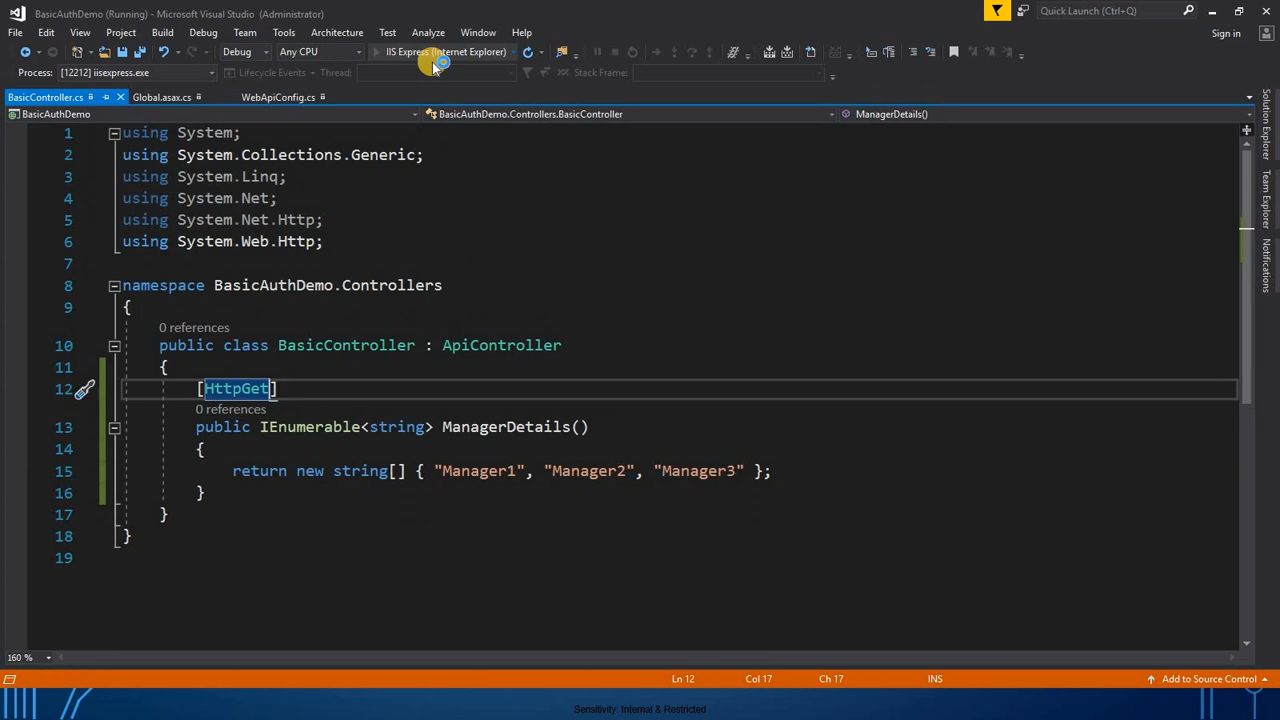 BasicAuthDemo (Running) - Microsoft Visual Studio (Administrator)
Quick Launch (Ctrl+Q)
File Edit View Project Build Debug Team Tools Architecture Test Analyze Window Help
Sign in
Debug Any CPU IIS Express (Internet Explorer)
Process: [12212] iisexpress.exe Lifecycle Events Thread: Stack Frame:
BasicController.cs Global.asax.cs WebApiConfig.cs
BasicAuthDemo BasicAuthDemo.Controllers.BasicController ManagerDetails()
1 using System;
2 using System.Collections.Generic;
3 using System.Linq;
4 using System.Net;
5 using System.Net.Http;
6 using System.Web.Http;
7
8 namespace BasicAuthDemo.Controllers
9 {
0 references
10 public class BasicController : ApiController
11 {
12 [HttpGet]
0 references
13 public IEnumerable<string> ManagerDetails()
14 {
15 return new string[] { "Manager1", "Manager2", "Manager3" };
16 }
17 }
18 }
19
Solution Explorer
Team Explorer
Notifications
160 %
Ln 12 Col 17 Ch 17 INS Add to Source Control
Sensitivity: Internal & Restricted